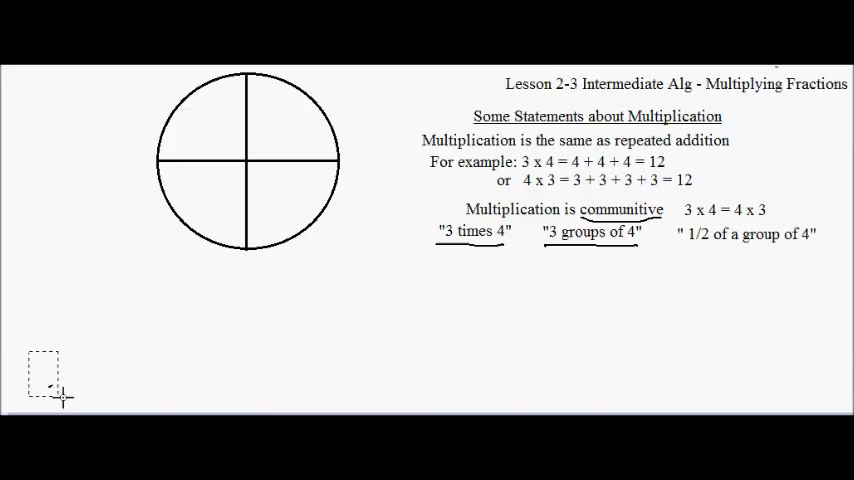 Lesson 2-3 Intermediate Alg - Multiplying Fractions
Some Statements about Multiplication
Multiplication is the same as repeated addition
For example: 3 x 4 = 4 + 4 + 4 = 12
or 4 x 3 = 3 + 3 + 3 + 3 = 12
Multiplication is communitive 3 x 4 = 4 x 3
"3 times 4" "3 groups of 4" " 1/2 of a group of 4"